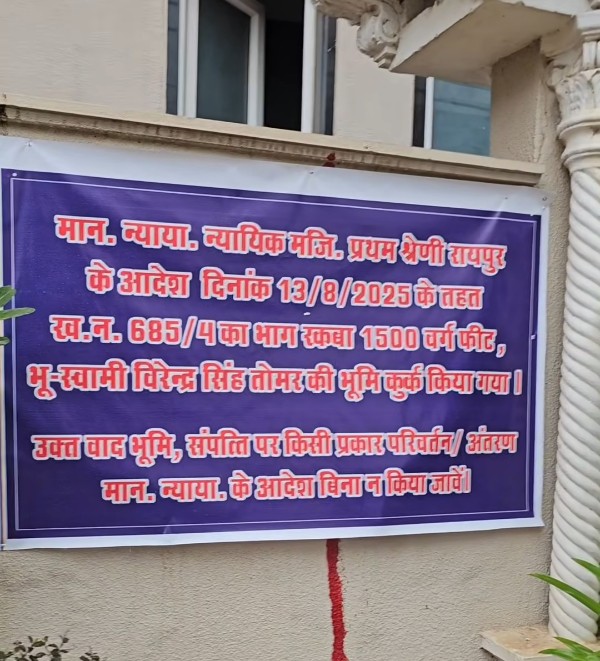 मान. न्याया. न्यायिक मजि. प्रथम श्रेणी रायपुर
के आदेश दिनांक 13/8/2025 के तहत
ख.न. 685/4 का भाग रकबा 1500 वर्ग फीट,
भू-स्वामी विरेन्द्र सिंह तोमर की भूमि कुर्क किया गया।
उक्त वाद भूमि, संपत्ति पर किसी प्रकार परिवर्तन/ अंतरण
मान. न्याया. के आदेश बिना न किया जावें।